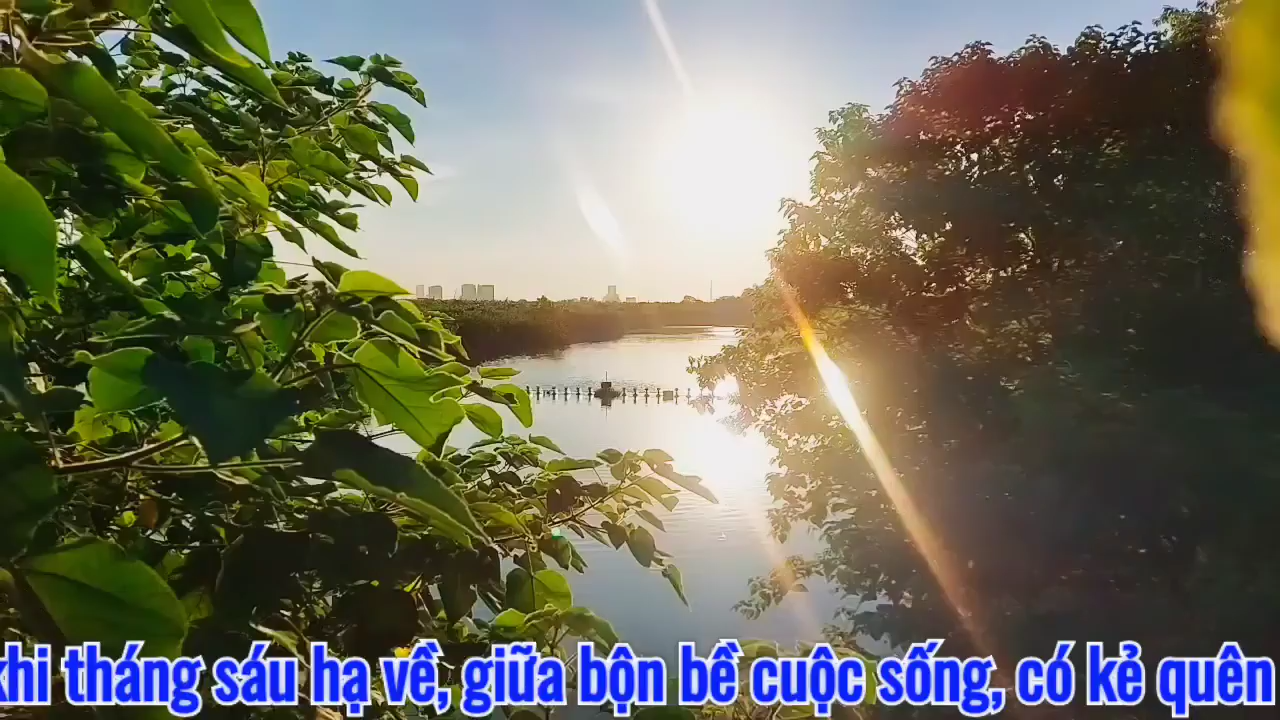 khi tháng sáu hạ về, giữa bộn bề cuộc sống, có kẻ quên